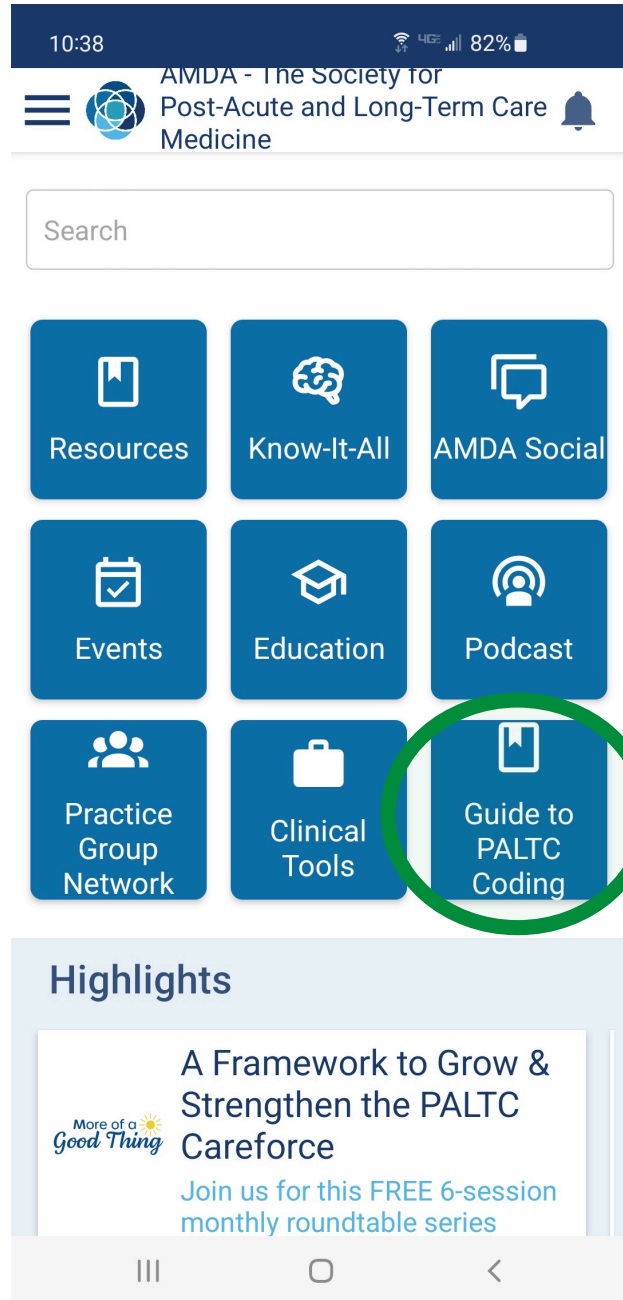 10:38
4GE 82%
AMDA - The Society for
Post-Acute and Long-Term Care
Medicine
Search
Resources
Know-It-All
AMDA Social
Events
Education
Podcast
Practice
Group
Network
Clinical
Tools
Guide to
PALTC
Coding
Highlights
More of a
Good Thing
A Framework to Grow &
Strengthen the PALTC
Careforce
Join us for this FREE 6-session
monthly roundtable series